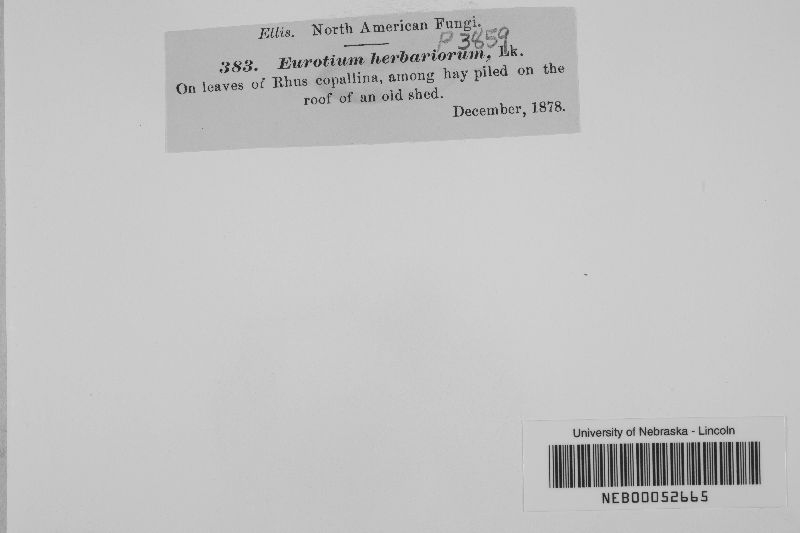 Ellis. North American Fungi.
P 3859
383. Eurotium herbariorum, Lk.
On leaves of Rhus copallina, among hay piled on the
roof of an old shed.
December, 1878.
University of Nebraska - Lincoln
NEB00052665